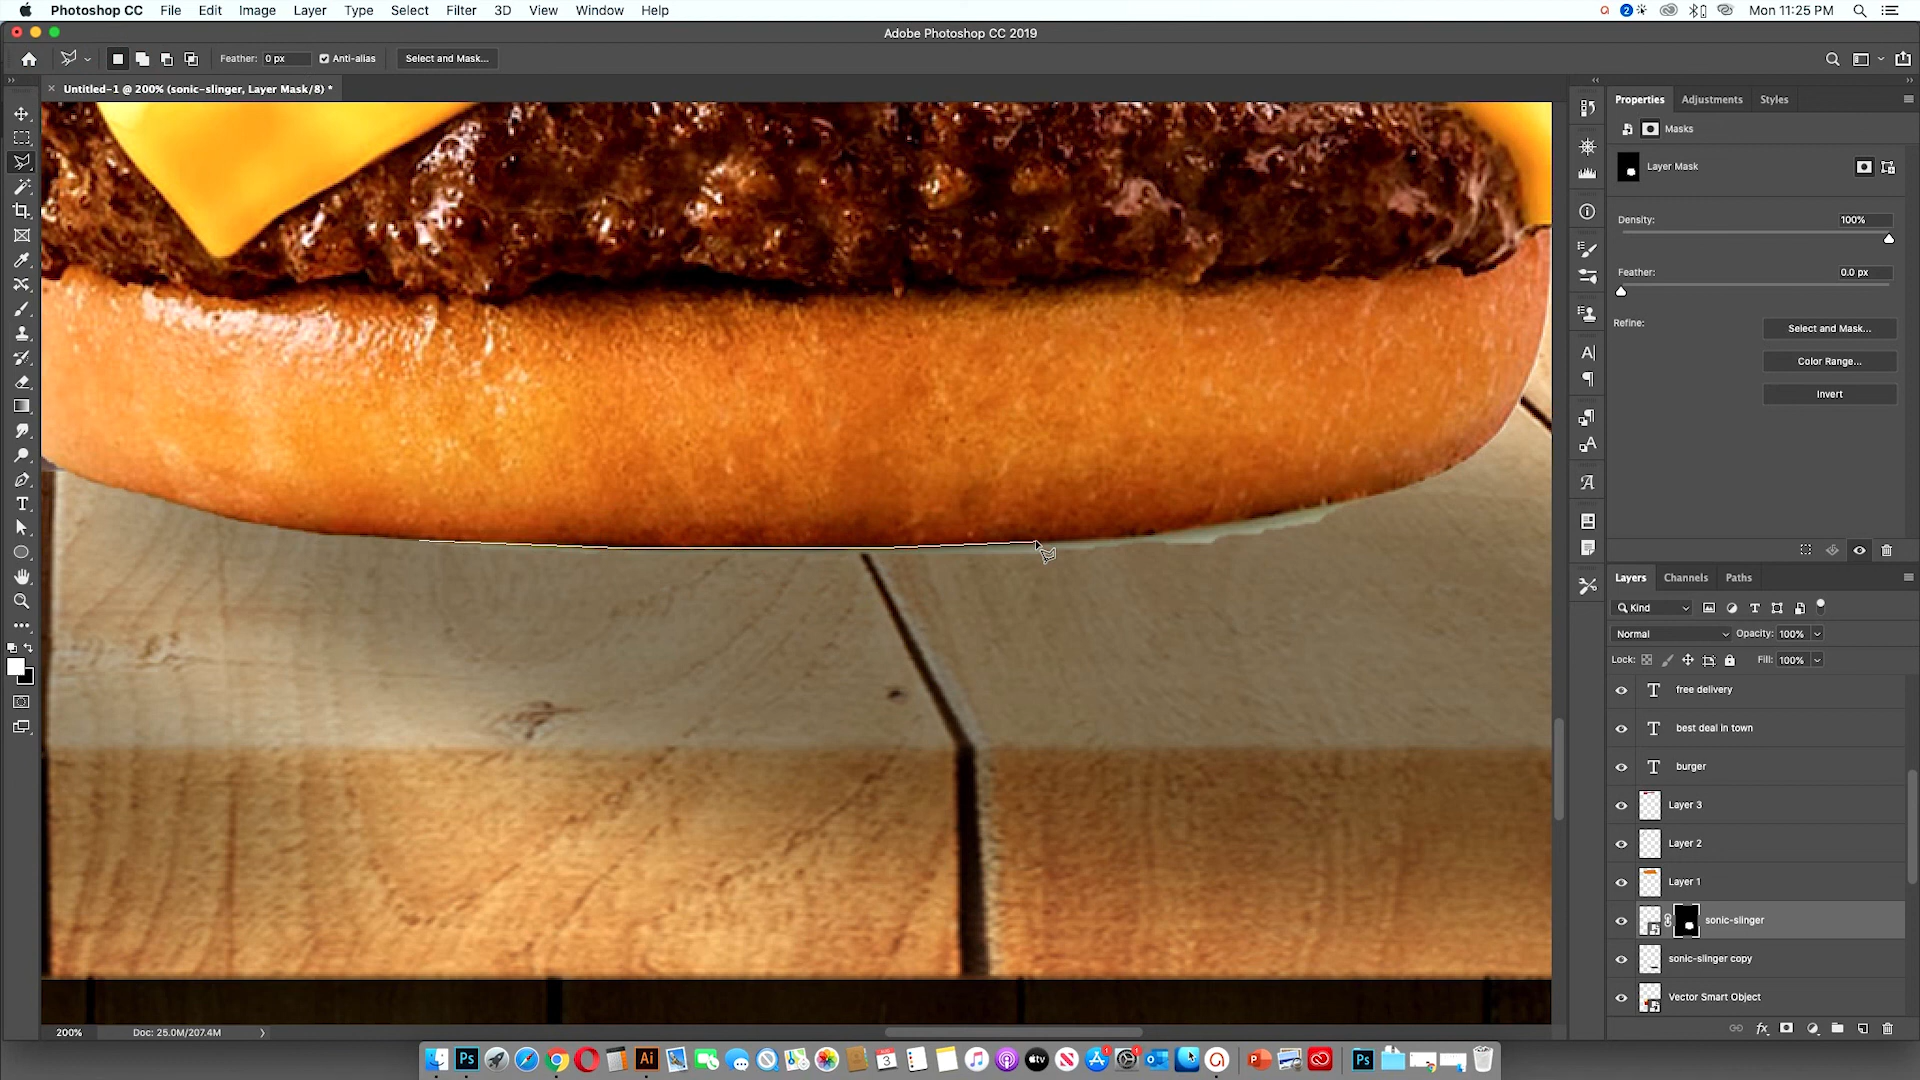 Photoshop CC File Edit Image Layer Type Select Filter 3D View Window Help 2 Mon 11:25 PM
Adobe Photoshop CC 2019
Feather: 0 px Anti-alias Select and Mask...
Untitled-1 @ 200% (sonic-slinger, Layer Mask/8) *
Properties Adjustments Styles
Masks
Layer Mask
Density: 100%
Feather: 0.0 px
Refine:
Select and Mask...
Color Range...
Invert
Layers Channels Paths
Kind
Normal Opacity: 100%
Lock: Fill: 100%
free delivery
best deal in town
burger
Layer 3
Layer 2
Layer 1
sonic-slinger
sonic-slinger copy
Vector Smart Object
200% Doc: 25.0M/207.4M